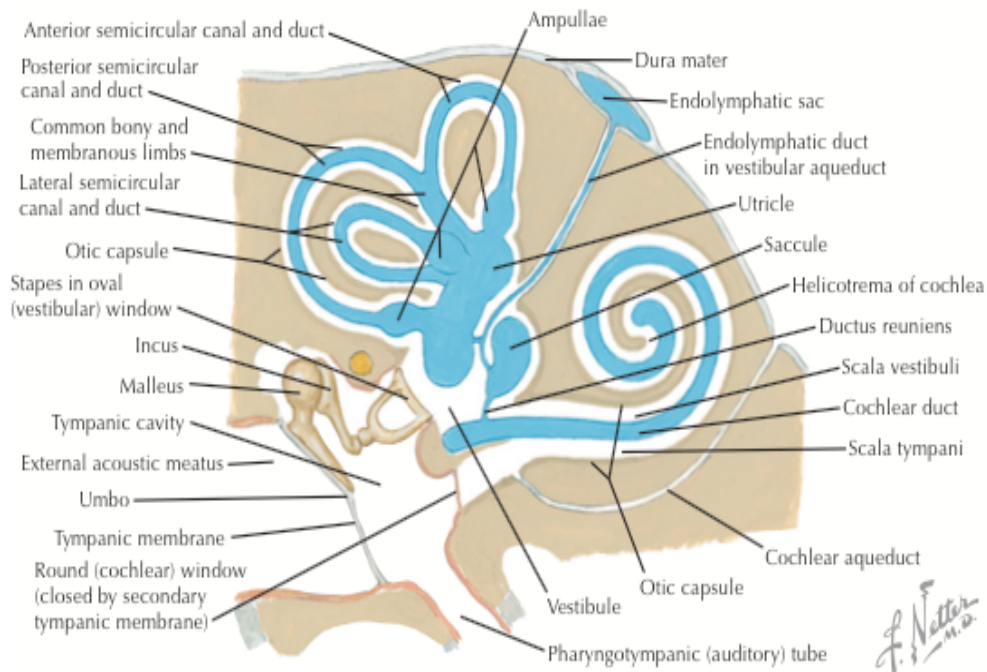 Anterior semicircular canal and duct
Posterior semicircular
canal and duct
Common bony and
membranous limbs
Lateral semicircular
canal and duct
Otic capsule
Stapes in oval
(vestibular) window
Incus
Malleus
Tympanic cavity
External acoustic meatus
Umbo
Tympanic membrane
Round (cochlear) window
(closed by secondary
tympanic membrane)
Ampullae
Dura mater
Endolymphatic sac
Endolymphatic duct
in vestibular aqueduct
Utricle
Saccule
Helicotrema of cochlea
Ductus reuniens
Scala vestibuli
Cochlear duct
Scala tympani
Cochlear aqueduct
Otic capsule
Vestibule
Pharyngotympanic (auditory) tube
F. Netter
M.D.